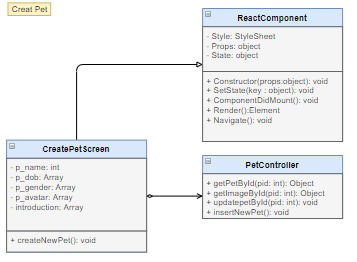 Creat Pet
ReactComponent
- Style: StyleSheet
- Props: object
- State: object
+ Constructor(props:object): void
+ SetState(key : object): void
+ ComponentDidMount(): void
+ Render():Element
+ Navigate(): void
CreatePetScreen
- p_name: int
- p_dob: Array
- p_gender: Array
- p_avatar: Array
- introduction: Array
+ createNewPet(): void
PetController
+ getPetById(pid: int): Object
+ getImageById(pid: int): Object
+ updatepetById(pid: int): void
+ insertNewPet(): void